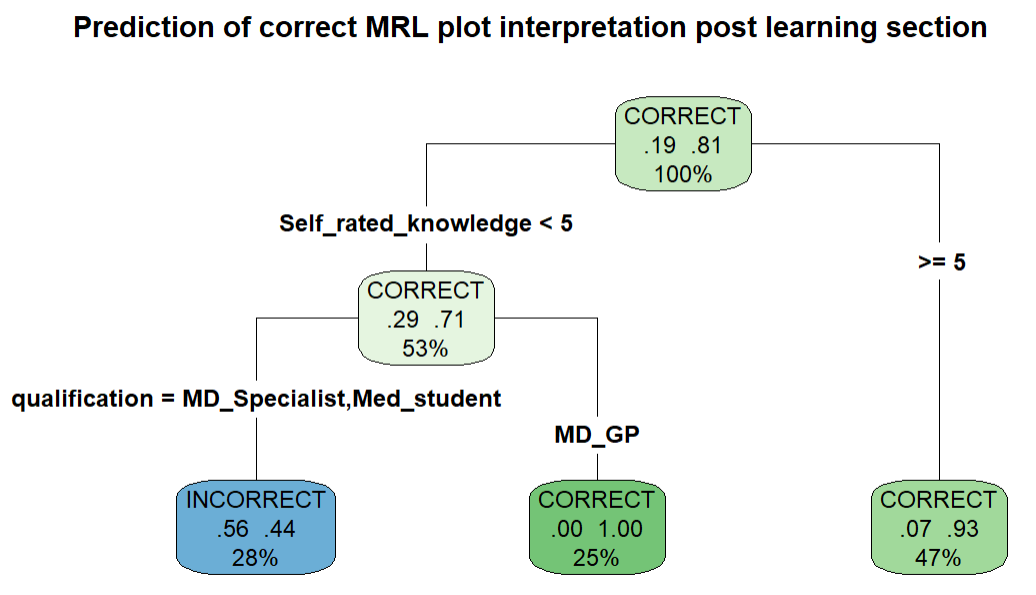 Prediction of correct MRL plot interpretation post learning section
CORRECT
.19 .81
100%
Self_rated_knowledge < 5
>= 5
CORRECT
.29 .71
53%
qualification = MD_Specialist,Med_student
MD_GP
INCORRECT
.56 .44
28%
CORRECT
.00 1.00
25%
CORRECT
.07 .93
47%